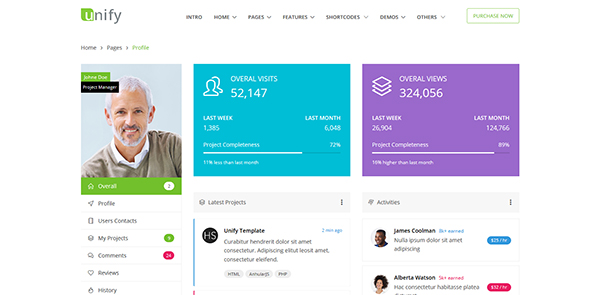 unify
INTRO HOME PAGES FEATURES SHORTCODES DEMOS OTHERS PURCHASE NOW
Home > Pages > Profile
Johne Doe
Project Manager
Overall 2
Profile
Users Contacts
My Projects 9
Comments 24
Reviews
History
OVERAL VISITS
52,147
LAST WEEK LAST MONTH
1,385 6,048
Project Completeness 72%
11% less than last month
OVERAL VIEWS
324,056
LAST WEEK LAST MONTH
26,904 124,766
Project Completeness 89%
16% higher than last month
Latest Projects
HS
Unify Template 2 min ago
Curabitur hendrerit dolor sit amet
consectetur. Adipiscing elitut leosit amet,
consectetur eleifend.
HTML AnhularJS PHP
Activities
James Coolman 8k+ earned
Nulla ipsum dolor sit amet
adipiscing
$25 / hr
Alberta Watson 5k+ earned
Hac consectetur habitasse platea
$52 / hr